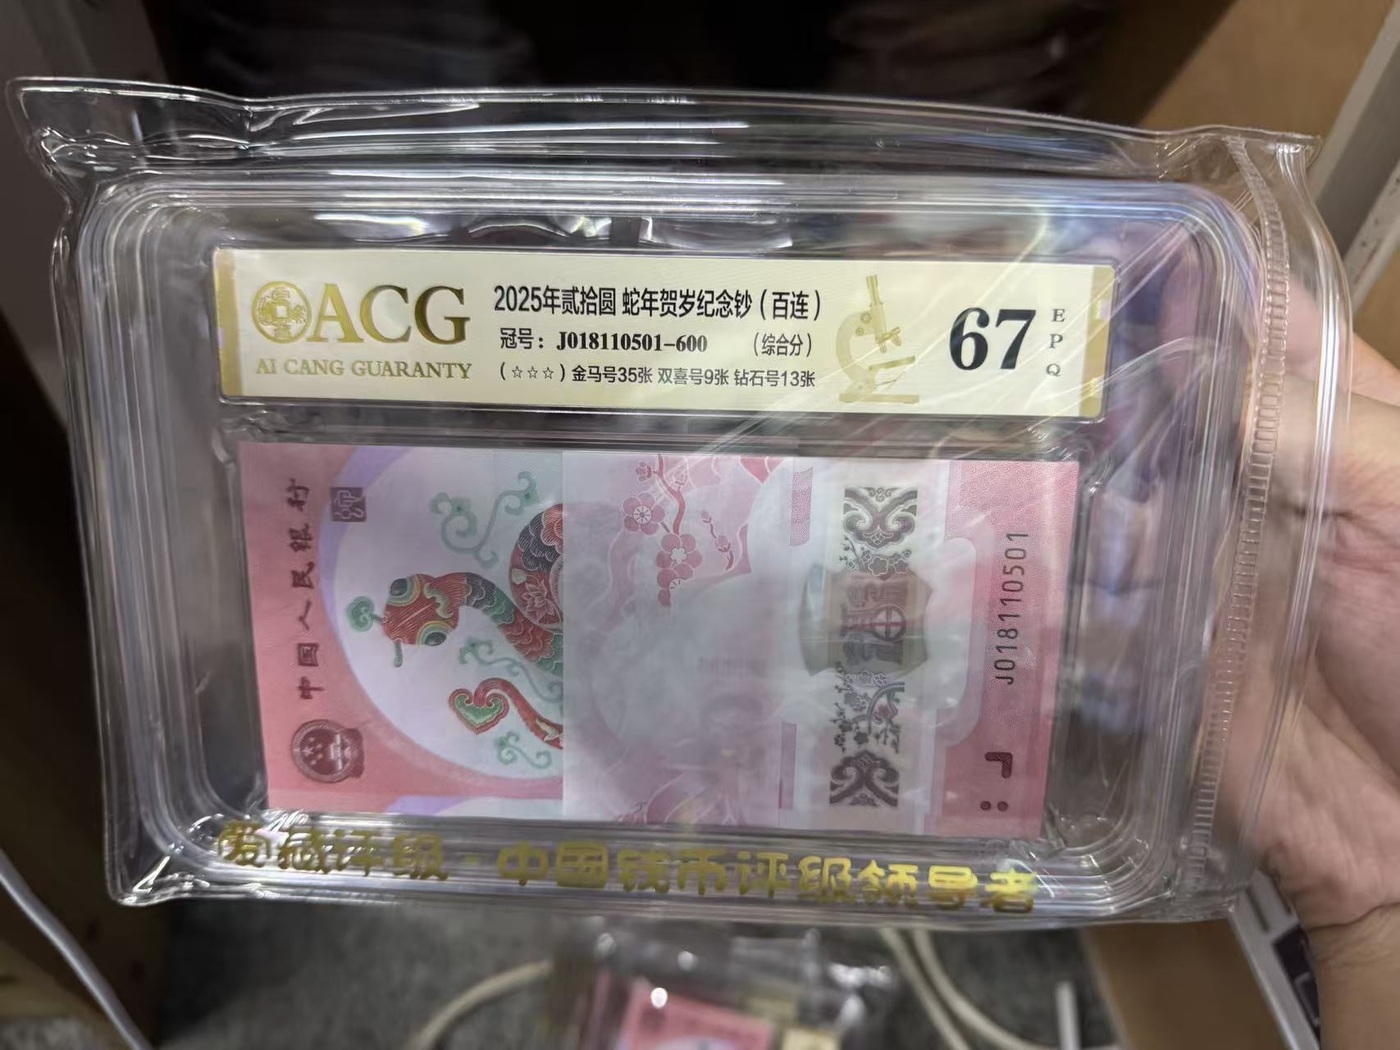 ACG
AI CANG GUARANTY
2025年贰拾圆 蛇年贺岁纪念钞（百连）
冠号：J018110501-600 （综合分）
（☆☆☆）金马号35张 双喜号9张 钻石号13张
67
EPQ
中国人民银行
J018110501
爱藏评级·中国钱币评级领导者